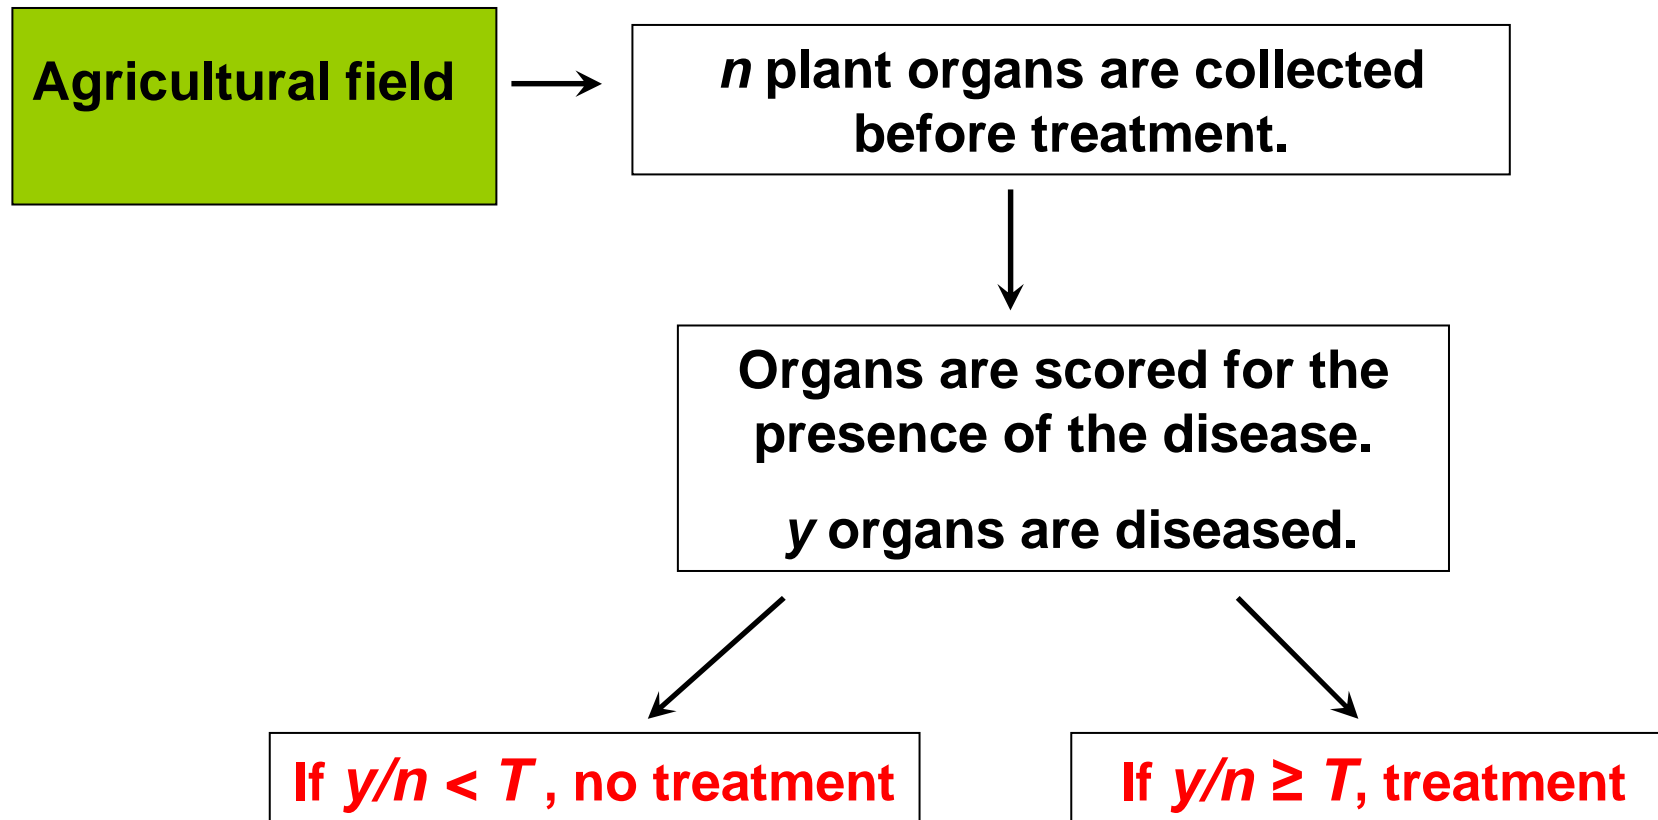 Agricultural field
n plant organs are collected
before treatment.
Organs are scored for the
presence of the disease.
y organs are diseased.
If y/n < T , no treatment
If y/n ≥ T, treatment